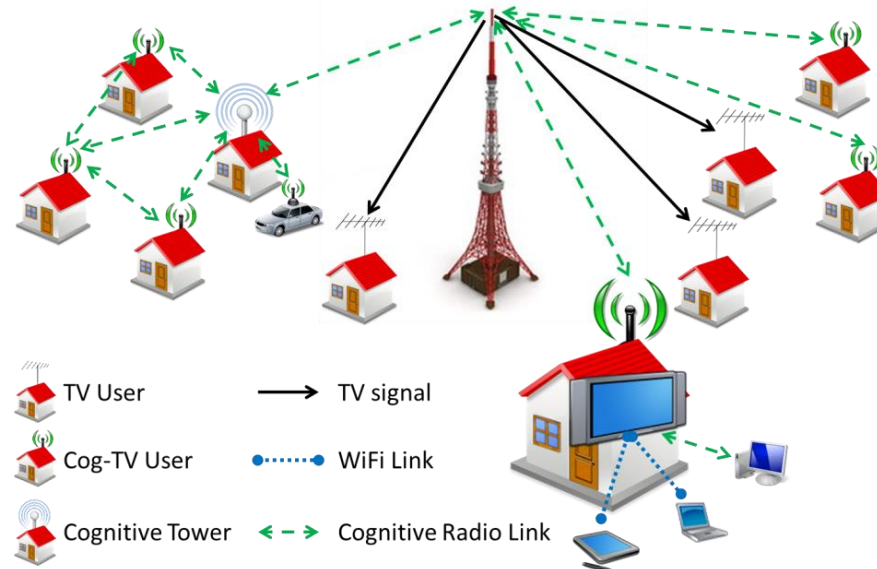 TV User
TV signal
Cog-TV User
WiFi Link
Cognitive Tower
Cognitive Radio Link